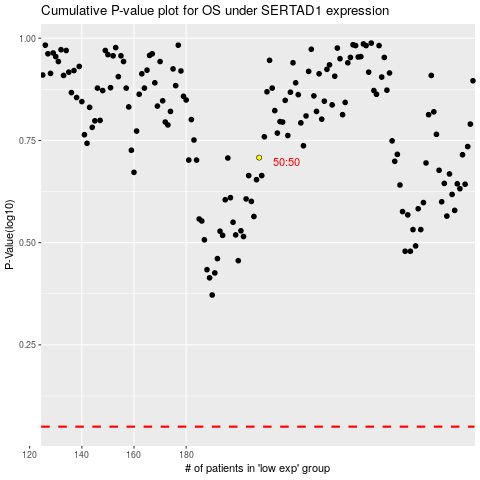 Cumulative P-value plot for OS under SERTAD1 expression
P-Value(log10)
1.00
0.75
0.50
0.25
50:50
120 140 160 180
# of patients in 'low exp' group